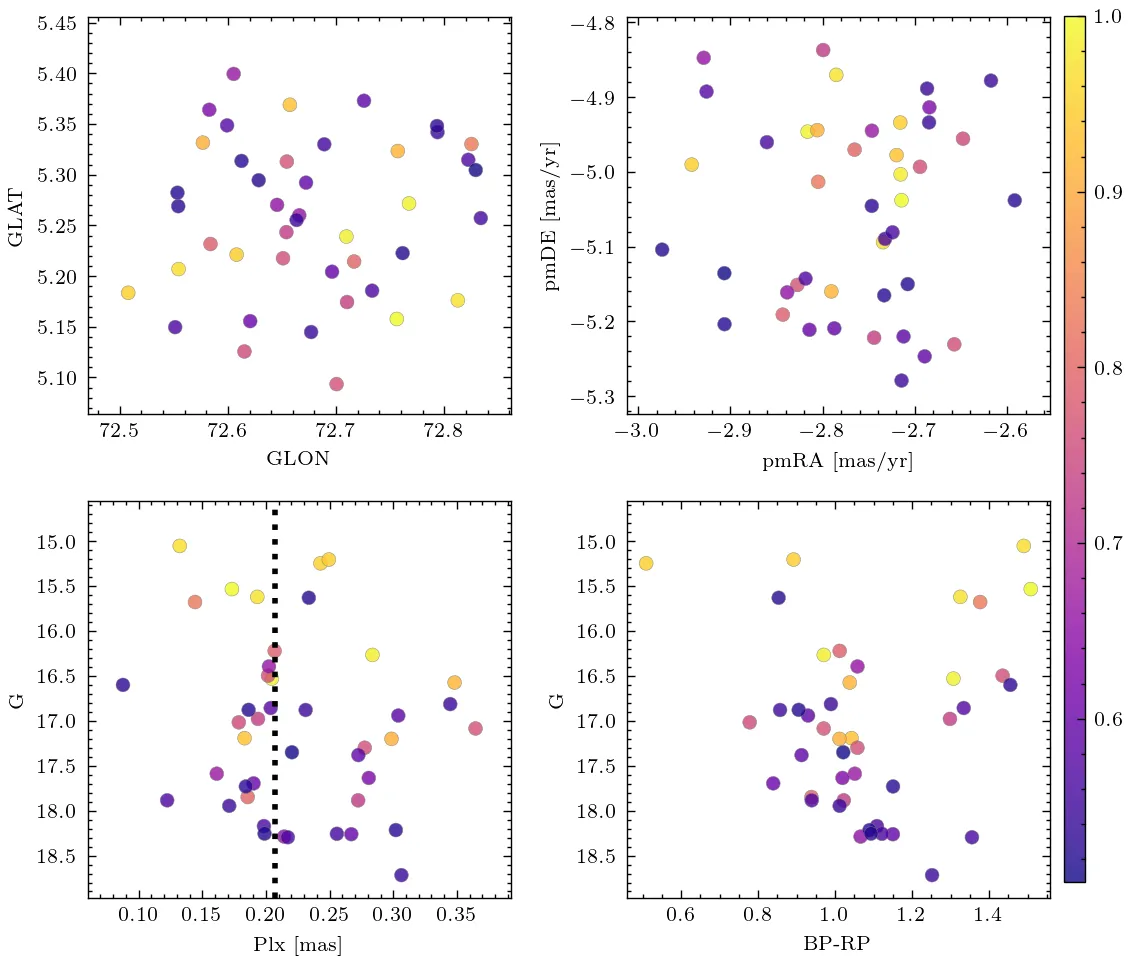 5.45
5.40
5.35
5.30
5.25
5.20
5.15
5.10
GLAT
72.5 72.6 72.7 72.8
GLON
−4.8
−4.9
−5.0
−5.1
−5.2
−5.3
pmDE [mas/yr]
−3.0 −2.9 −2.8 −2.7 −2.6
pmRA [mas/yr]
15.0
15.5
16.0
16.5
17.0
17.5
18.0
18.5
G
0.10 0.15 0.20 0.25 0.30 0.35
Plx [mas]
15.0
15.5
16.0
16.5
17.0
17.5
18.0
18.5
G
0.6 0.8 1.0 1.2 1.4
BP-RP
1.0
0.9
0.8
0.7
0.6